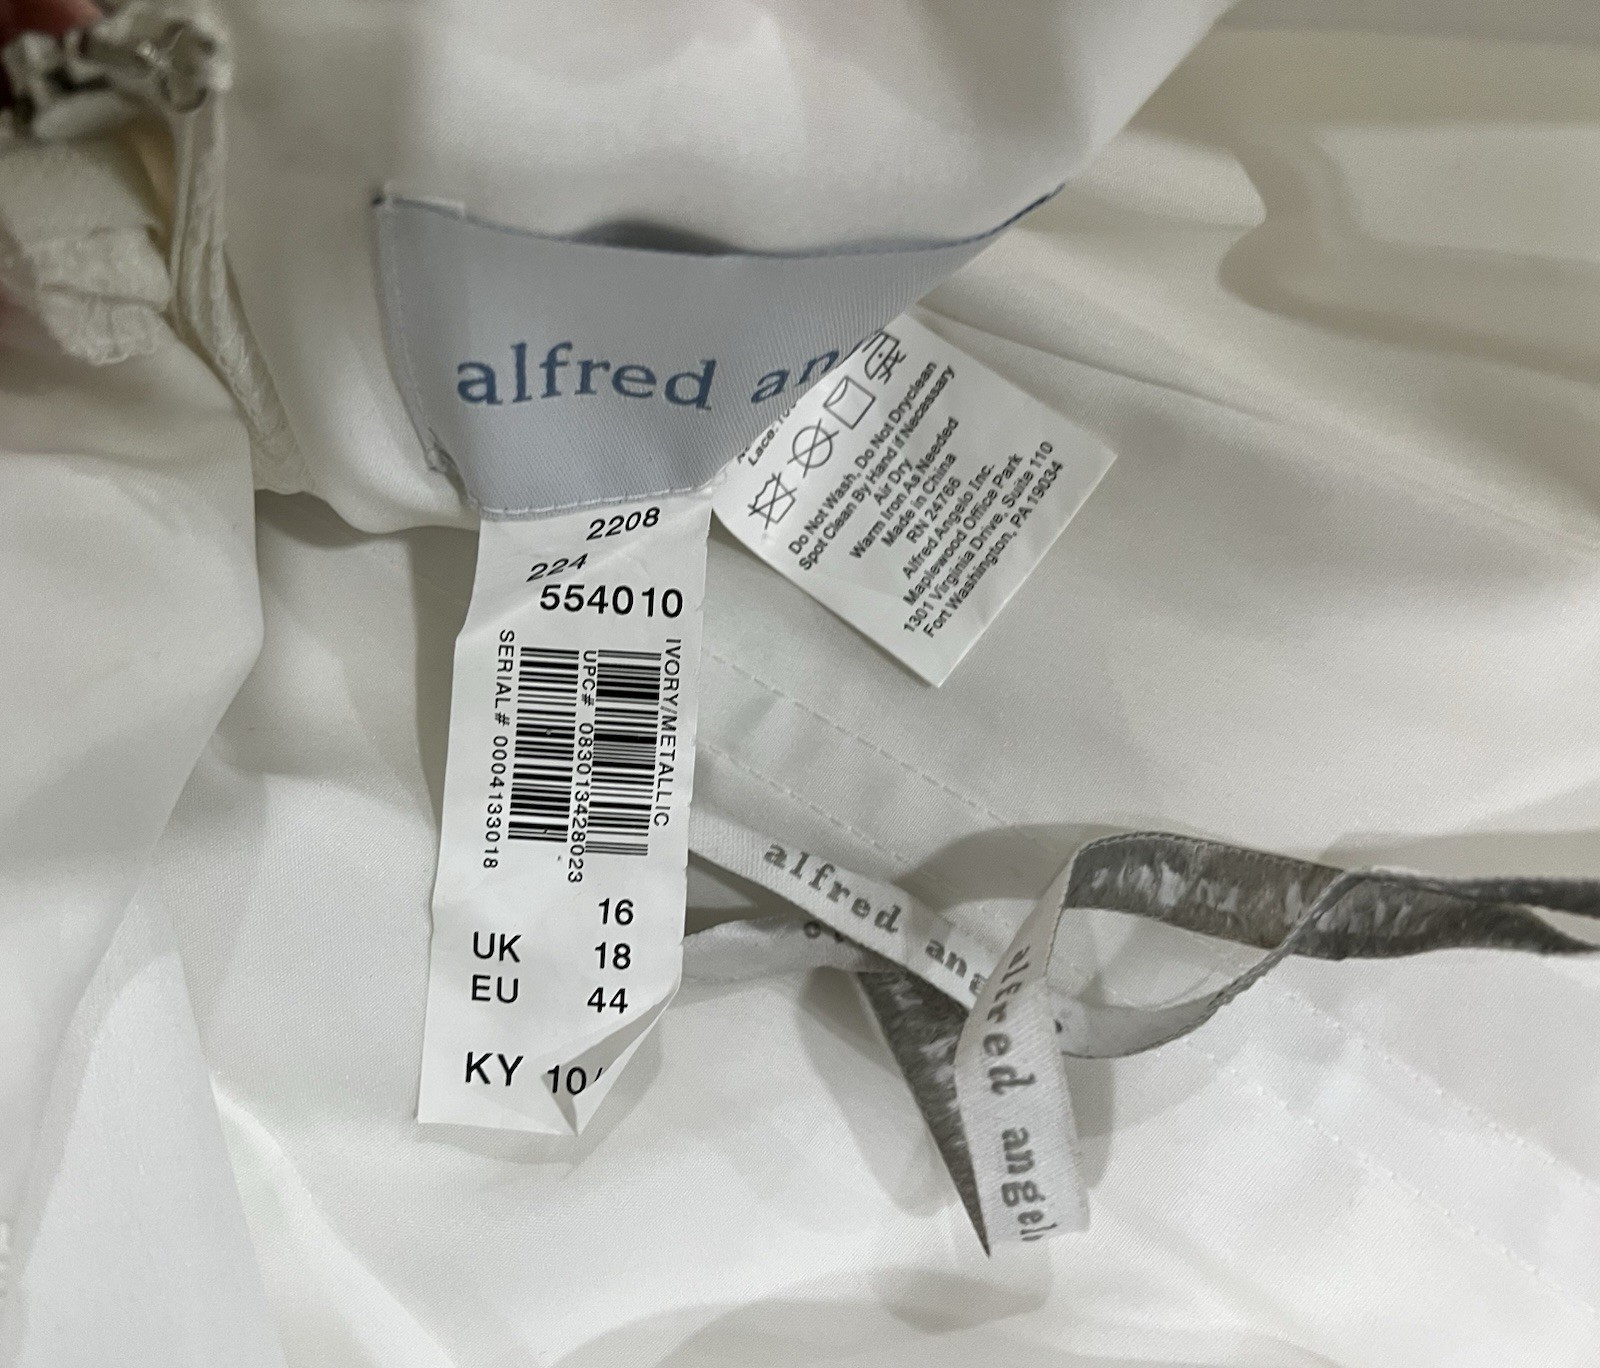 alfred
Do Not Wash, Do Not Dryclean
Spot Clean By Hand if Necessary
Air Dry
Warm Iron As Needed
Made in China
RN 24766
Alfred Angelo Inc.
Maplewood Office Park
1301 Virginia Drive, Suite 110
Fort Washington, PA 19034
2208
224
554010
IVORY/METALLIC
UPC# 083013428023
SERIAL# 0004133018
16
UK 18
EU 44
KY 10
alfred
alfred angelo